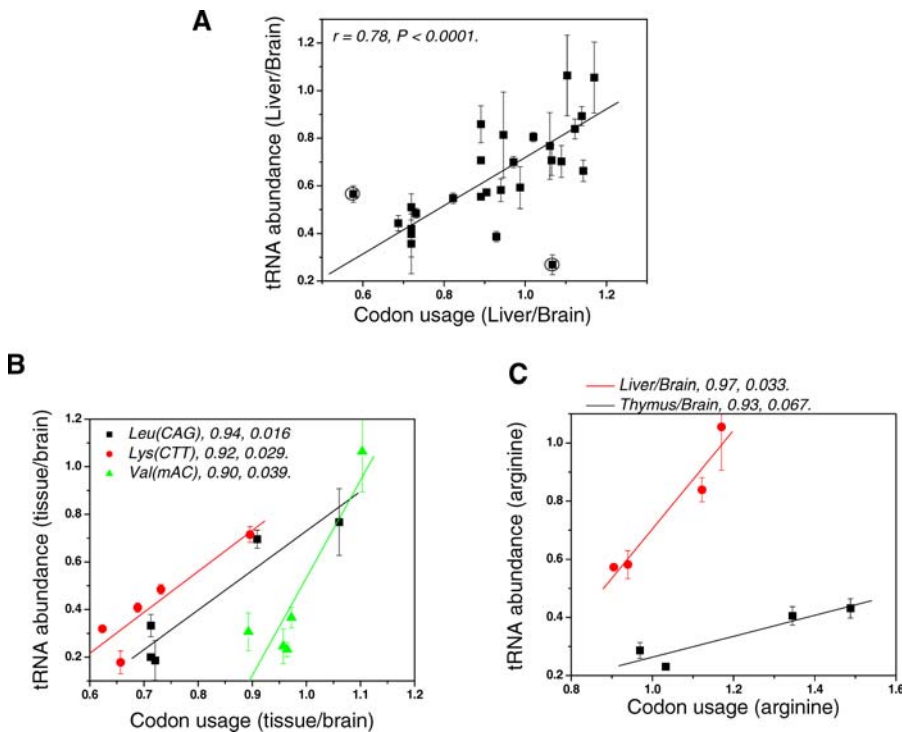 A
r = 0.78, P < 0.0001.
tRNA abundance (Liver/Brain)
1.2
1.0
0.8
0.6
0.4
0.2
0.6 0.8 1.0 1.2
Codon usage (Liver/Brain)
B
Leu(CAG), 0.94, 0.016
Lys(CTT), 0.92, 0.029.
Val(mAC), 0.90, 0.039.
tRNA abundance (tissue/brain)
1.2
1.0
0.8
0.6
0.4
0.2
0.6 0.7 0.8 0.9 1.0 1.1 1.2
Codon usage (tissue/brain)
C
Liver/Brain, 0.97, 0.033.
Thymus/Brain, 0.93, 0.067.
tRNA abundance (arginine)
1.0
0.8
0.6
0.4
0.2
0.8 1.0 1.2 1.4 1.6
Codon usage (arginine)